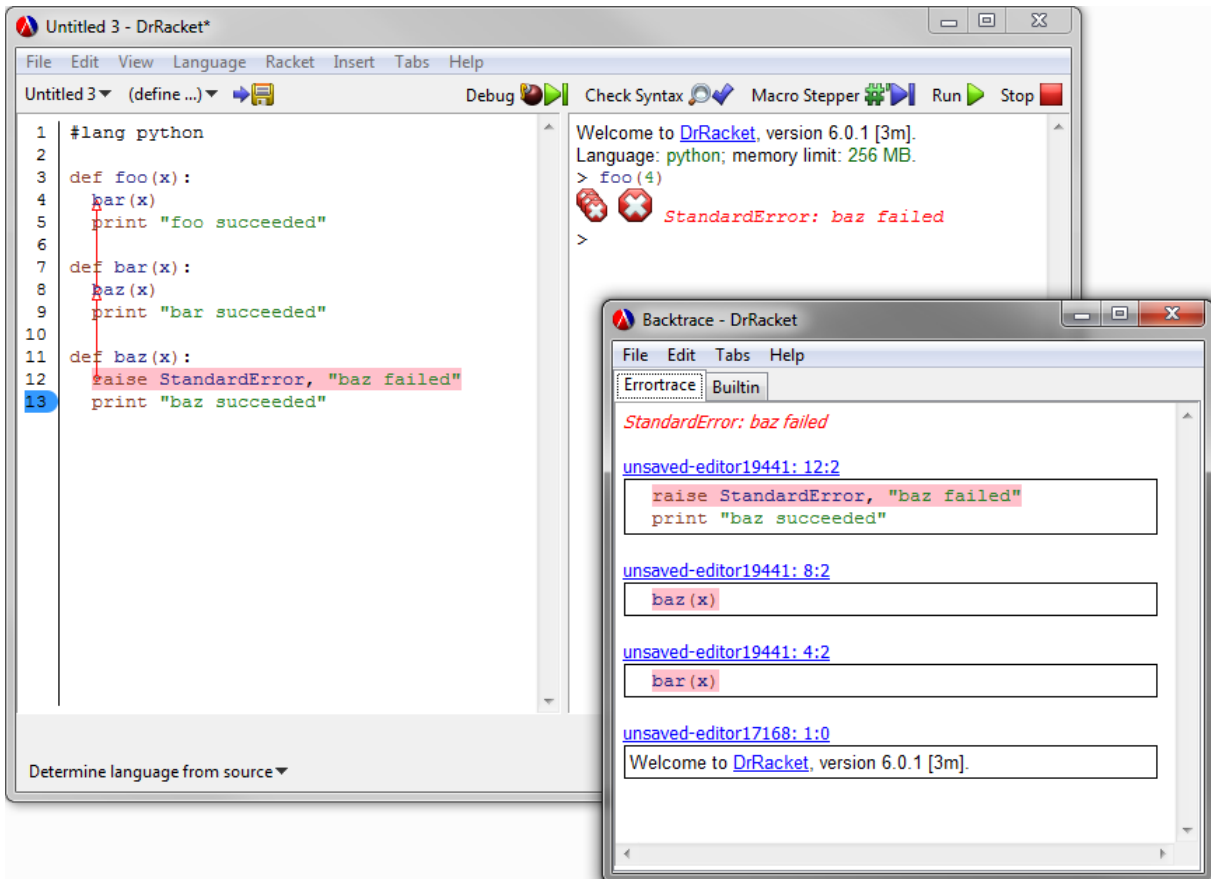 Untitled 3 - DrRacket*
File Edit View Language Racket Insert Tabs Help
Untitled 3 (define ...) Debug Check Syntax Macro Stepper Run Stop
1 #lang python
2
3 def foo(x):
4 bar(x)
5 print "foo succeeded"
6
7 def bar(x):
8 baz(x)
9 print "bar succeeded"
10
11 def baz(x):
12 raise StandardError, "baz failed"
13 print "baz succeeded"
Determine language from source
Welcome to DrRacket, version 6.0.1 [3m].
Language: python; memory limit: 256 MB.
> foo(4)
StandardError: baz failed
>
Backtrace - DrRacket
File Edit Tabs Help
Errortrace Builtin
StandardError: baz failed
unsaved-editor19441: 12:2
raise StandardError, "baz failed"
print "baz succeeded"
unsaved-editor19441: 8:2
baz(x)
unsaved-editor19441: 4:2
bar(x)
unsaved-editor17168: 1:0
Welcome to DrRacket, version 6.0.1 [3m].